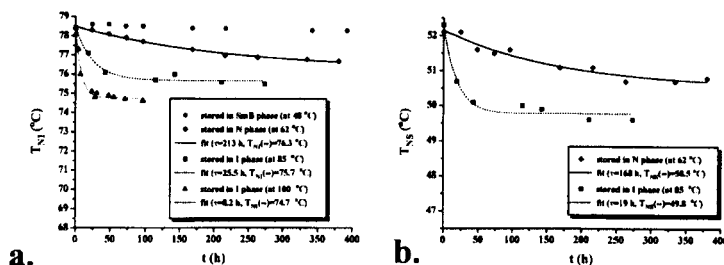 79
78
77
76
75
74
73
72
71
70
69
68
T_NI (°C)
stored in SmB phase (at 48 °C)
stored in N phase (at 62 °C)
fit (τ=213 h, T_NI(∞)=76.3 °C)
stored in I phase (at 85 °C)
fit (τ=25.5 h, T_NI(∞)=75.7 °C)
stored in I phase (at 100 °C)
fit (τ=8.2 h, T_NI(∞)=74.7 °C)
0 50 100 150 200 250 300 350 400
t (h)
a.
52
51
50
49
48
47
T_NS (°C)
stored in N phase (at 62 °C)
fit (τ=168 h, T_NS(∞)=50.5 °C)
stored in I phase (at 85 °C)
fit (τ=19 h, T_NS(∞)=49.8 °C)
0 50 100 150 200 250 300 350 400
t (h)
b.